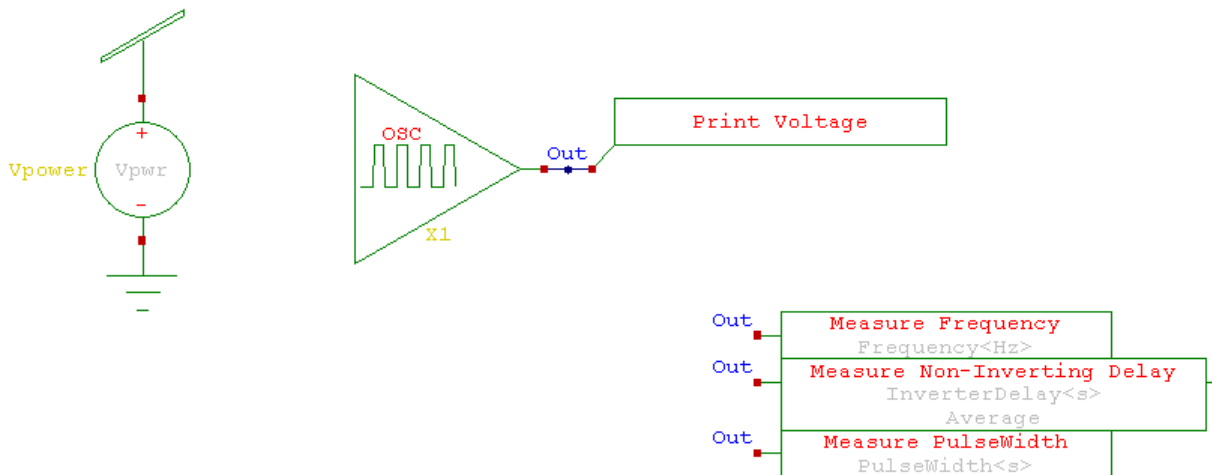 Vpower
+
Vpwr
−
OSC
X1
Out
Print Voltage
Out
Measure Frequency
Frequency<Hz>
Out
Measure Non-Inverting Delay
InverterDelay<s>
Average
Out
Measure PulseWidth
PulseWidth<s>